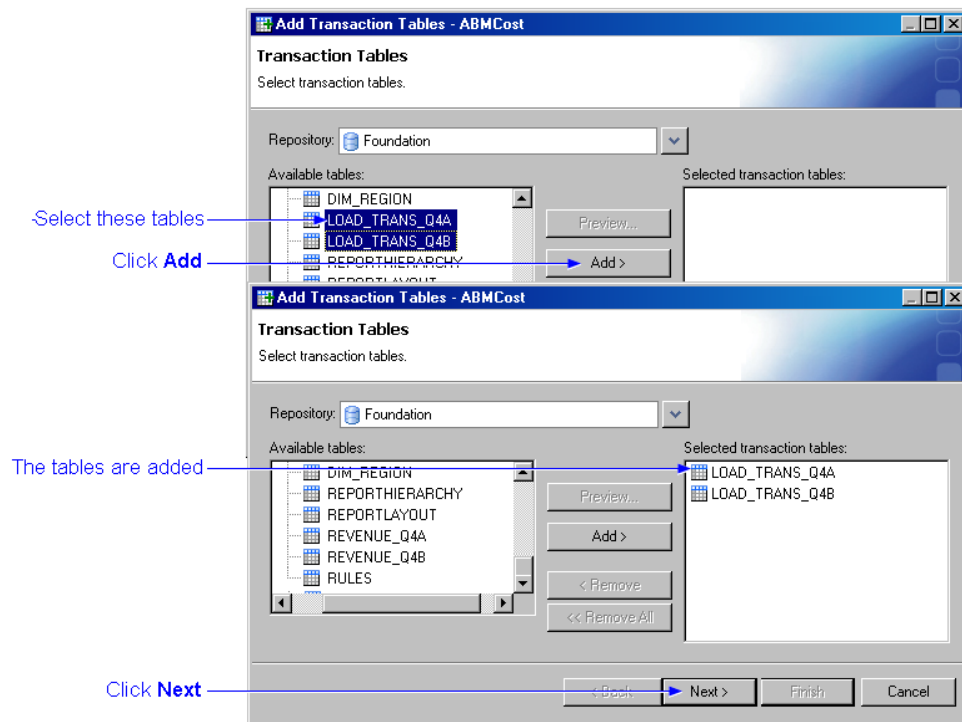 Add Transaction Tables - ABMCost
Transaction Tables
Select transaction tables.
Repository: Foundation
Available tables:
Selected transaction tables:
DIM_REGION
-Select these tables
LOAD_TRANS_Q4A
Preview...
LOAD_TRANS_Q4B
Click Add
REPORTHIERARCHY
Add >
REPORTLAYOUT
Add Transaction Tables - ABMCost
Transaction Tables
Select transaction tables.
Repository: Foundation
Available tables:
Selected transaction tables:
The tables are added
DIM_REGION
LOAD_TRANS_Q4A
REPORTHIERARCHY
Preview...
LOAD_TRANS_Q4B
REPORTLAYOUT
REVENUE_Q4A
Add >
REVENUE_Q4B
RULES
< Remove
<< Remove All
Click Next
< Back
Next >
Finish
Cancel